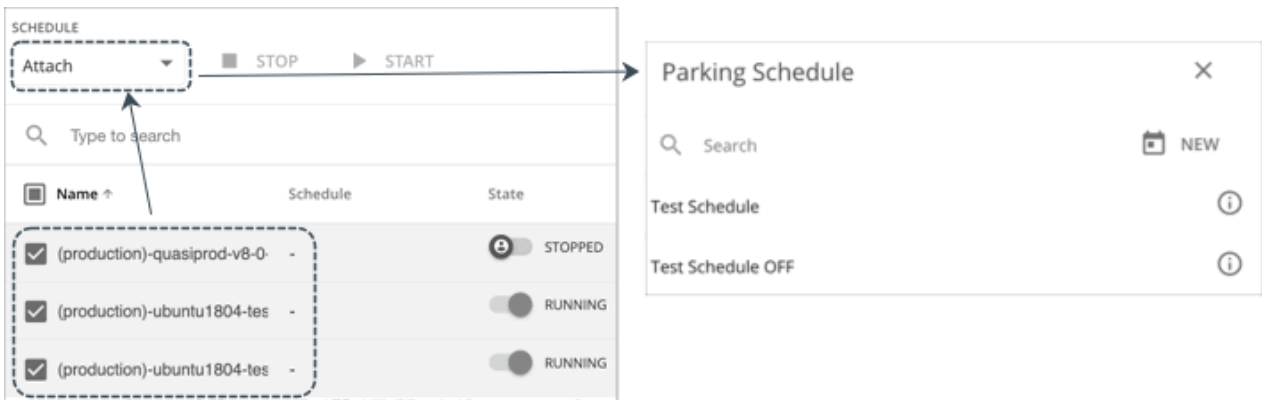 SCHEDULE
Attach
STOP
START
Type to search
Name ↑ Schedule State
(production)-quasiprod-v8-0- - STOPPED
(production)-ubuntu1804-tes - RUNNING
(production)-ubuntu1804-tes - RUNNING
Parking Schedule
Search
NEW
Test Schedule
Test Schedule OFF